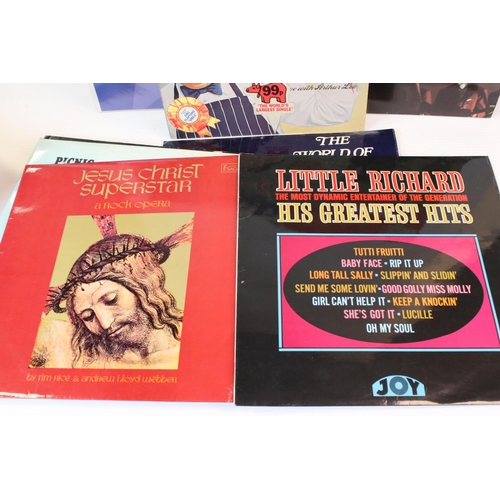 99p
"THE WORLD'S LARGEST SINGLE"
with Arthur
PICNIC
THE
WORLD OF
Jesus Christ
Superstar
a rock opera
by tim rice & andrew lloyd webber
LITTLE RICHARD
THE MOST DYNAMIC ENTERTAINER OF THE GENERATION
HIS GREATEST HITS
TUTTI FRUITTI
BABY FACE • RIP IT UP
LONG TALL SALLY • SLIPPIN' AND SLIDIN'
SEND ME SOME LOVIN' • GOOD GOLLY MISS MOLLY
GIRL CAN'T HELP IT • KEEP A KNOCKIN'
SHE'S GOT IT • LUCILLE
OH MY SOUL
JOY